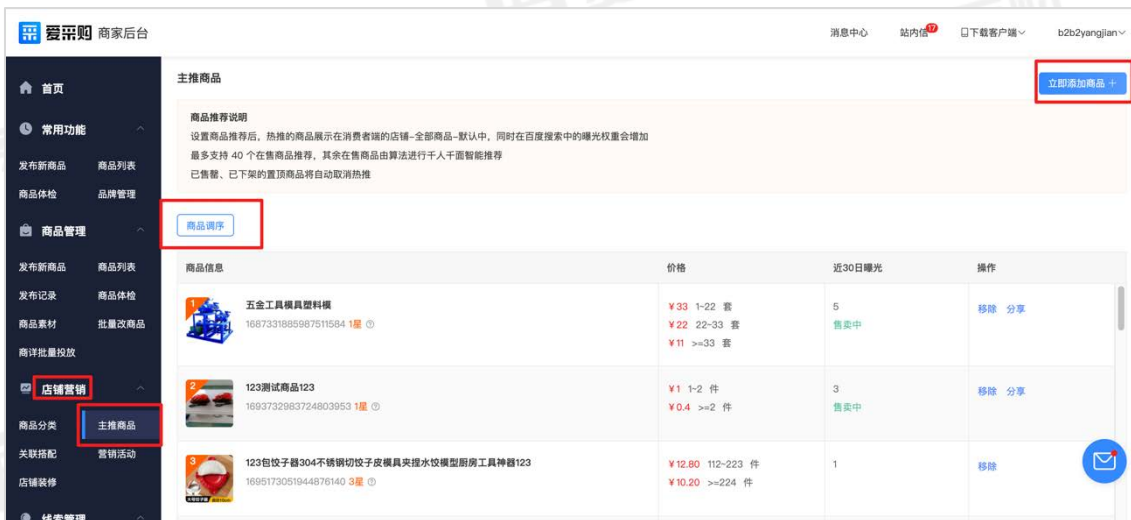 采 爱采购 商家后台
消息中心 站内信 17 下载客户端 b2b2yangjian
首页
常用功能
发布新商品 商品列表
商品体检 品牌管理
商品管理
发布新商品 商品列表
发布记录 商品体检
商品素材 批量改商品
商详批量投放
店铺营销
商品分类 主推商品
关联搭配 营销活动
店铺装修
线索管理
主推商品
立即添加商品 +
商品推荐说明
设置商品推荐后，热推的商品展示在消费者端的店铺-全部商品-默认中，同时在百度搜索中的曝光权重会增加
最多支持 40 个在售商品推荐，其余在售商品由算法进行千人千面智能推荐
已售罄、已下架的置顶商品将自动取消热推
商品调序
商品信息 价格 近30日曝光 操作
1 五金工具模具塑料模 ¥33 1~22 套 5 移除 分享
1687331885987511584 1星 ¥22 22~33 套 售卖中
¥11 >=33 套
2 123测试商品123 ¥1 1~2 件 3 移除 分享
1693732983724803953 1星 ¥0.4 >=2 件 售卖中
3 123包饺子器304不锈钢切饺子皮模具夹捏水饺模型厨房工具神器123 ¥12.80 112~223 件 1 移除
1695173051944876140 3星 ¥10.20 >=224 件